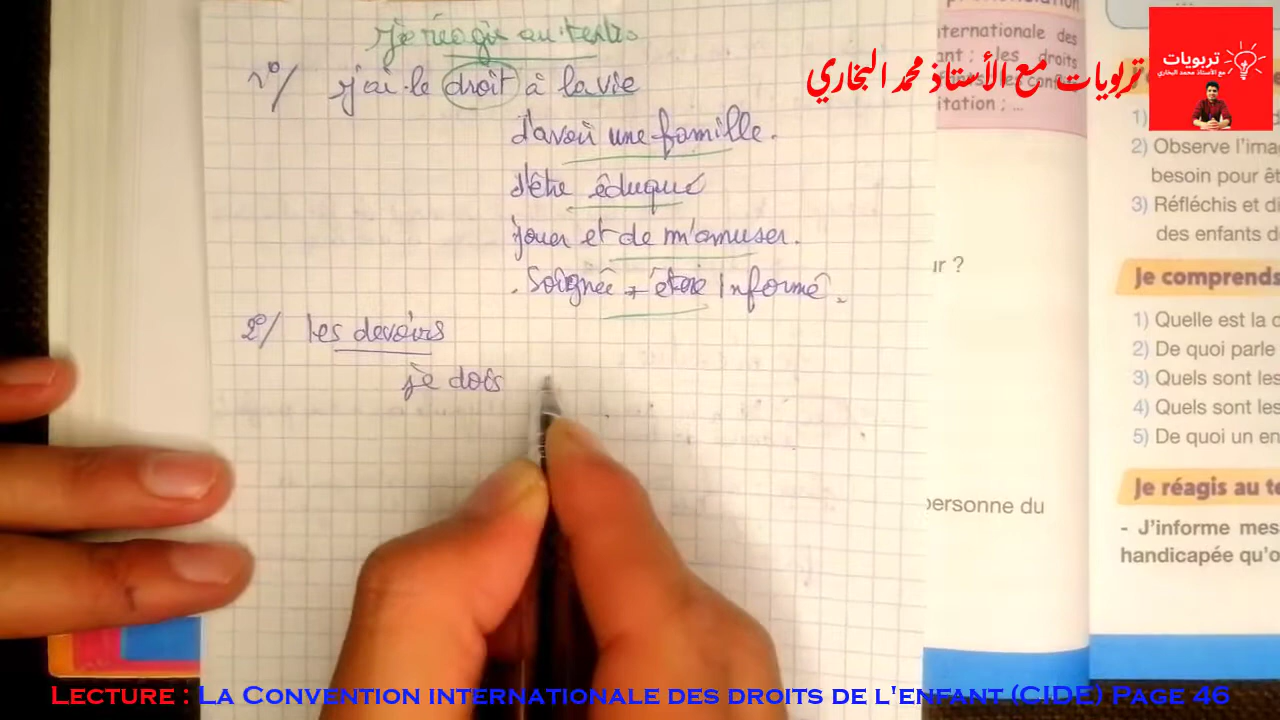 Je réagis au texte
1°/ j'ai le droit à la vie
d'avoir une famille.
d'être éduqué
jouer et de m'amuser.
. Soignée + être Informé.
2°/ les devoirs
je dois
تربويات مع الأستاذ محمد البخاري
تربويات
مع الأستاذ محمد البخاري
ternationale des
ant : les droits
itation : ...
ur ?
personne du
...
1)
2) Observe l'ima
besoin pour êt
3) Réfléchis et di
des enfants d
Je comprends
1) Quelle est la c
2) De quoi parle
3) Quels sont les
4) Quels sont les
5) De quoi un en
Je réagis au te
- J'informe mes
handicapée qu'o
Lecture : La Convention internationale des droits de l'enfant (CIDE) Page 46